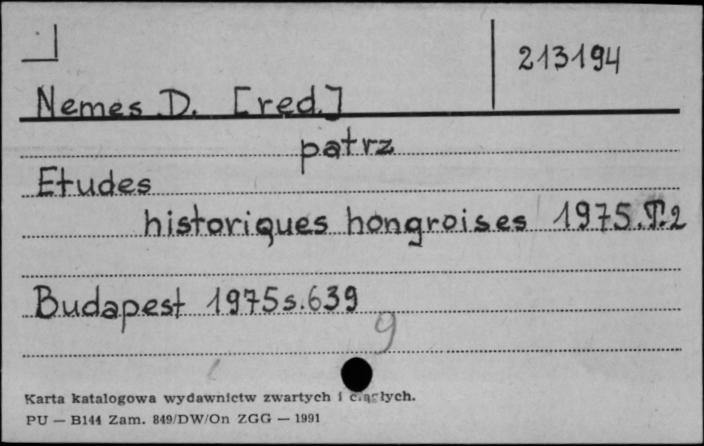 213194
Nemes D. [red.]
patrz
Etudes
historiques hongroises 1975. T.2
Budapest 1975 s. 639
9
Karta katalogowa wydawnictw zwartych i ciągłych.
PU — B144 Zam. 849/DW/On ZGG — 1991